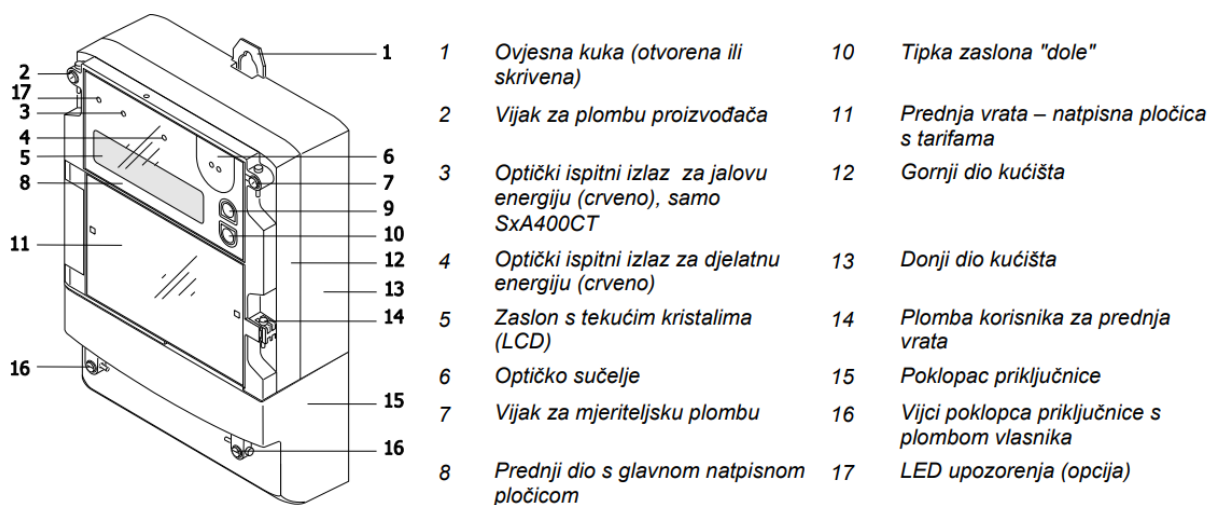 1
2
17
3
4
5
8
11
16
6
7
9
10
12
13
14
15
16
1 Ovjesna kuka (otvorena ili
skrivena)
2 Vijak za plombu proizvođača
3 Optički ispitni izlaz za jalovu
energiju (crveno), samo
SxA400CT
4 Optički ispitni izlaz za djelatnu
energiju (crveno)
5 Zaslon s tekućim kristalima
(LCD)
6 Optičko sučelje
7 Vijak za mjeriteljsku plombu
8 Prednji dio s glavnom natpisnom
pločicom
10 Tipka zaslona "dole"
11 Prednja vrata – natpisna pločica
s tarifama
12 Gornji dio kućišta
13 Donji dio kućišta
14 Plomba korisnika za prednja
vrata
15 Poklopac priključnice
16 Vijci poklopca priključnice s
plombom vlasnika
17 LED upozorenja (opcija)